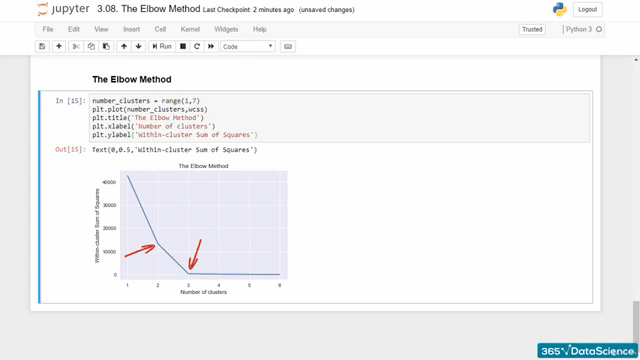 jupyter 3.08. The Elbow Method Last Checkpoint: 2 minutes ago (unsaved changes) Logout
File Edit View Insert Cell Kernel Widgets Help Trusted Python 3
Run Code
The Elbow Method
In [15]: number_clusters = range(1,7)
plt.plot(number_clusters,wcss)
plt.title('The Elbow Method')
plt.xlabel('Number of clusters')
plt.ylabel('Within-cluster Sum of Squares')
Out[15]: Text(0,0.5,'Within-cluster Sum of Squares')
The Elbow Method
Within-cluster Sum of Squares
40000
30000
20000
10000
0
1 2 3 4 5 6
Number of clusters
365 DataScience